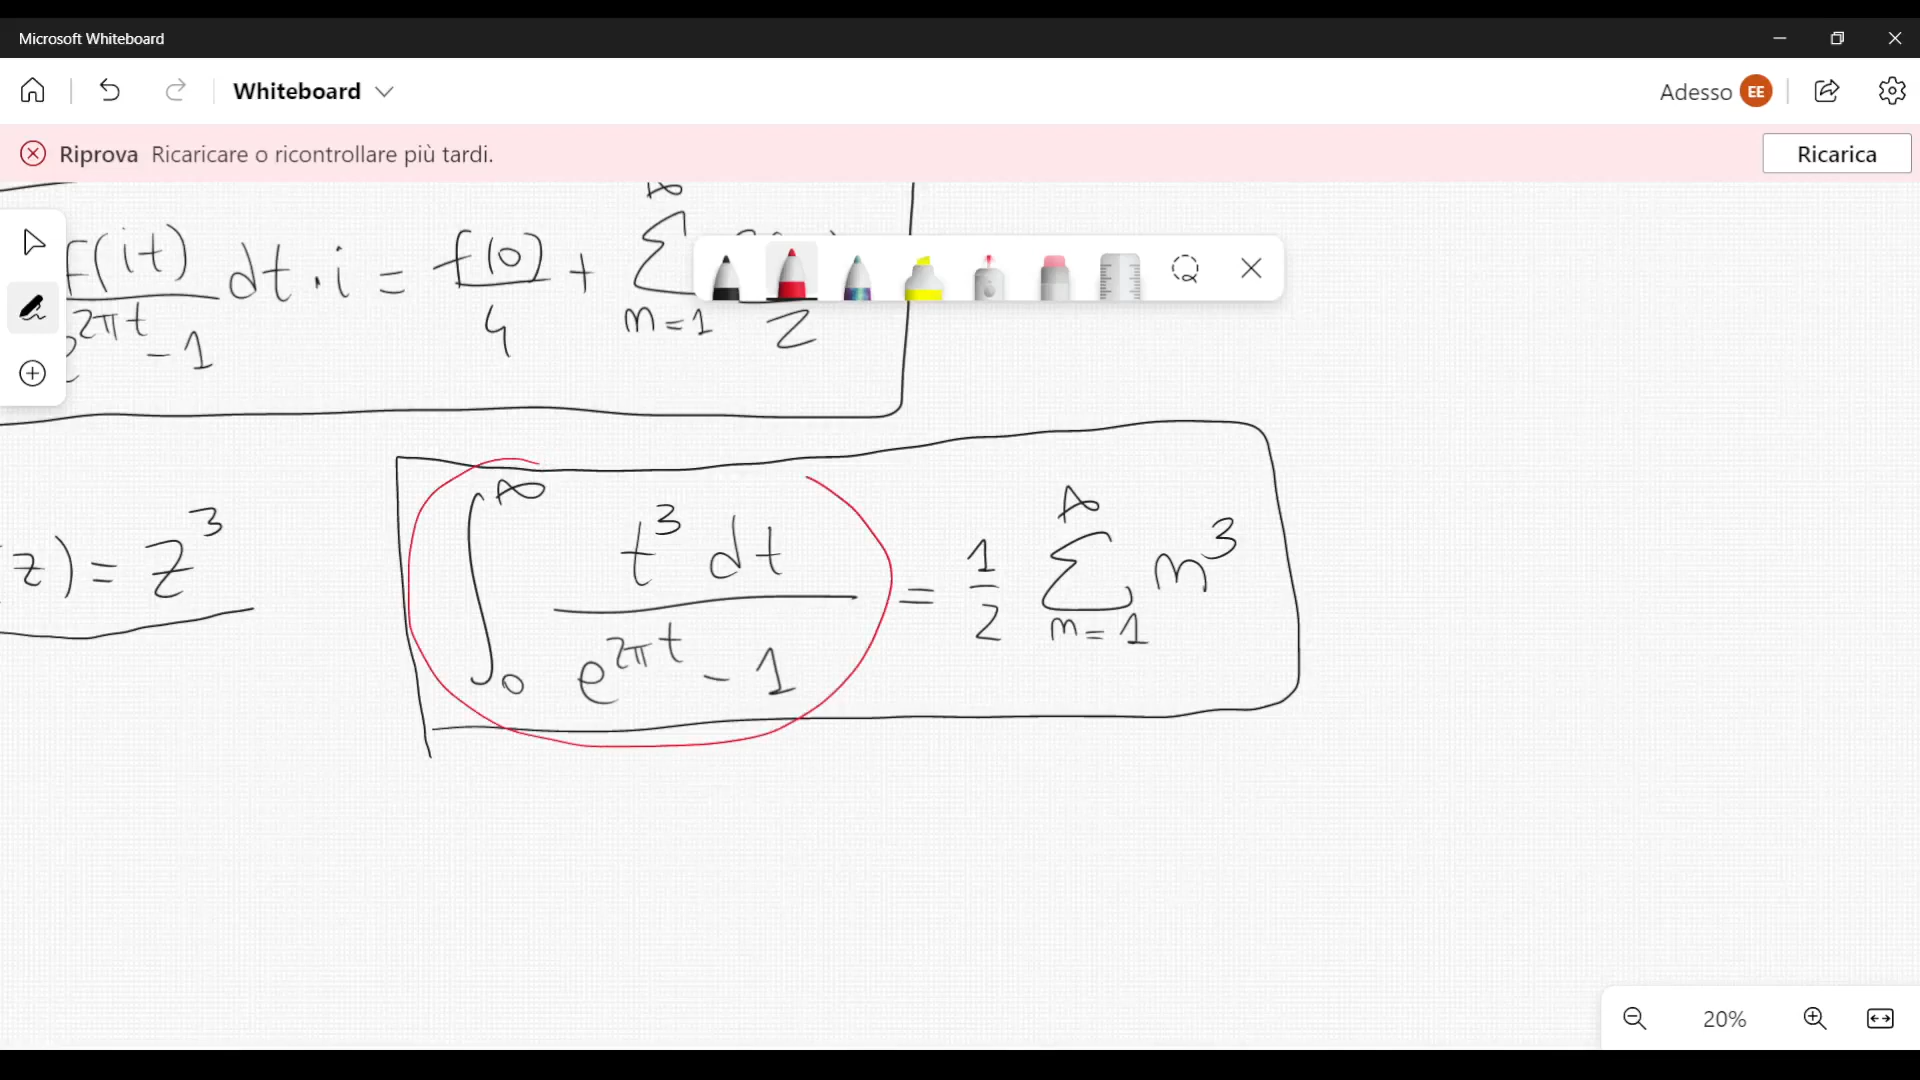 Microsoft Whiteboard
Whiteboard
Adesso EE
Riprova Ricaricare o ricontrollare più tardi.
Ricarica
f(it) dt · i = f(0) + ∑
e^2πt - 1 4 n=1 2
(z) = z^3
∫_0^∞ t^3 dt / e^2πt - 1 = 1/2 ∑_{n=1}^∞ n^3
20%